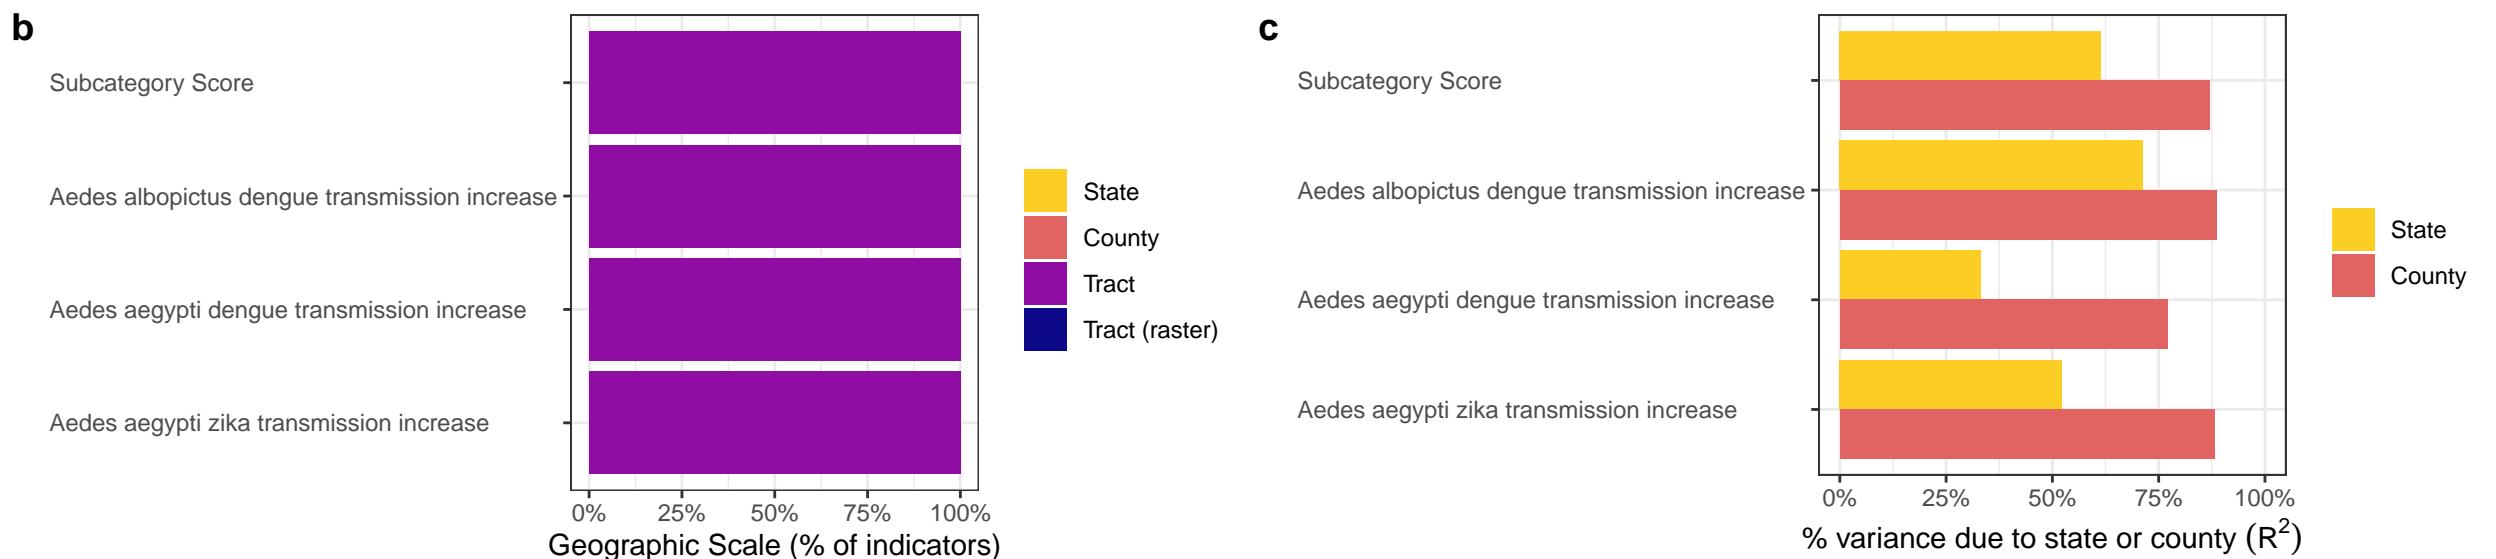 b
Subcategory Score
Aedes albopictus dengue transmission increase
Aedes aegypti dengue transmission increase
Aedes aegypti zika transmission increase
0% 25% 50% 75% 100%
Geographic Scale (% of indicators)
State
County
Tract
Tract (raster)
c
Subcategory Score
Aedes albopictus dengue transmission increase
Aedes aegypti dengue transmission increase
Aedes aegypti zika transmission increase
0% 25% 50% 75% 100%
% variance due to state or county (R²)
State
County